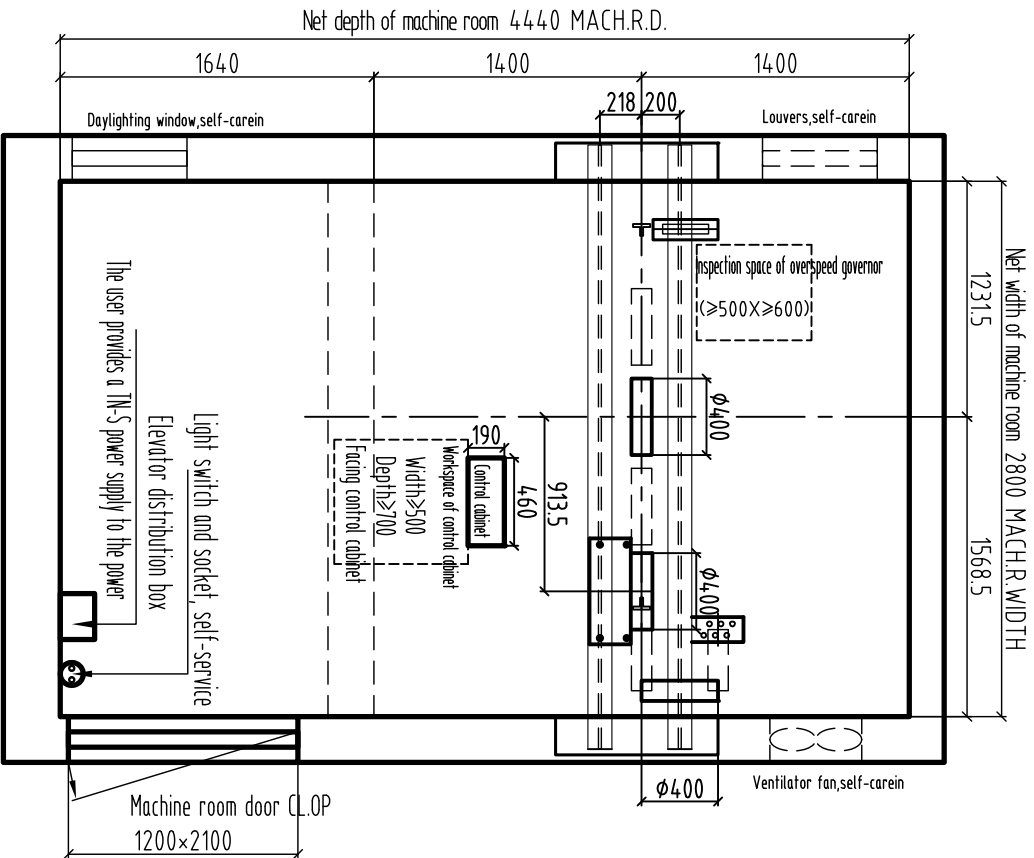 Net depth of machine room 4440 MACH.R.D.
1640
1400
1400
218
200
Daylighting window,self-carein
Louvers,self-carein
Inspection space of overspeed governor
(≥500X≥600)
1231.5
Net width of machine room 2800 MACH.R.WIDTH
1568.5
ϕ400
190
Control cabinet
460
913.5
Workspace of control cabinet
Width≥500
Depth≥700
Facing control cabinet
ϕ400
The user provides a TN-S power supply to the power
Elevator distribution box
Light switch and socket, self-service
ϕ400
Ventilator fan,self-carein
Machine room door CL.OP
1200×2100